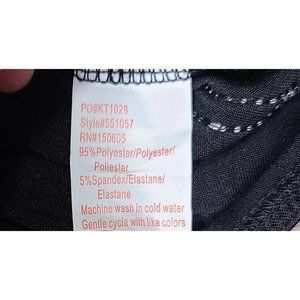 PO#KT1028
Style#551057
RN#150605
95%Polyester/Polyester/
Poliester
5%Spandex/Elastane/
Elastane
Machine wash in cold water
Gentle cycle with like colors